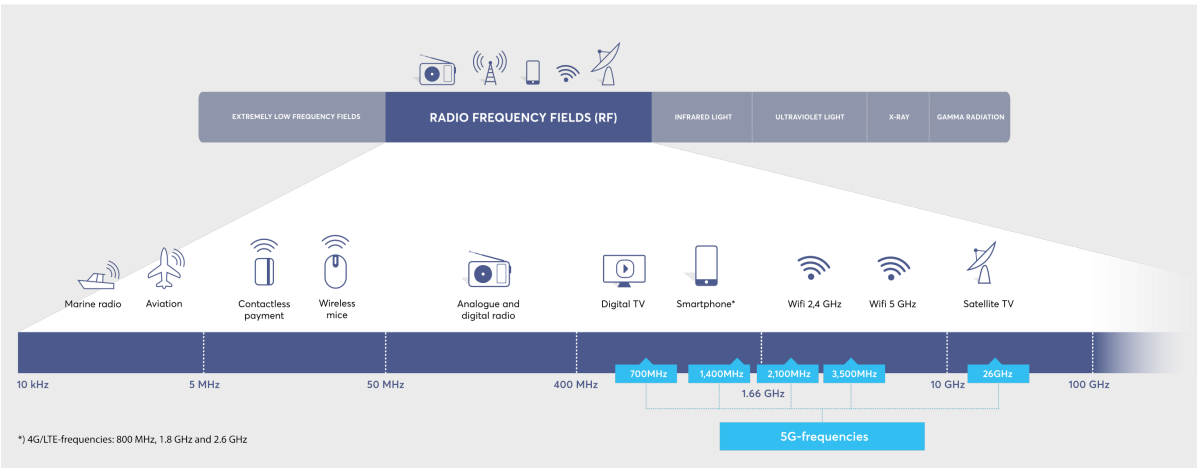 EXTREMELY LOW FREQUENCY FIELDS
RADIO FREQUENCY FIELDS (RF)
INFRARED LIGHT
ULTRAVIOLET LIGHT
X-RAY
GAMMA RADIATION
Marine radio
Aviation
Contactless
payment
Wireless
mice
Analogue and
digital radio
Digital TV
Smartphone*
Wifi 2,4 GHz
Wifi 5 GHz
Satellite TV
700MHz
1,400MHz
2,100MHz
3,500MHz
26GHz
10 kHz
5 MHz
50 MHz
400 MHz
1.66 GHz
10 GHz
100 GHz
5G-frequencies
*) 4G/LTE-frequencies: 800 MHz, 1.8 GHz and 2.6 GHz